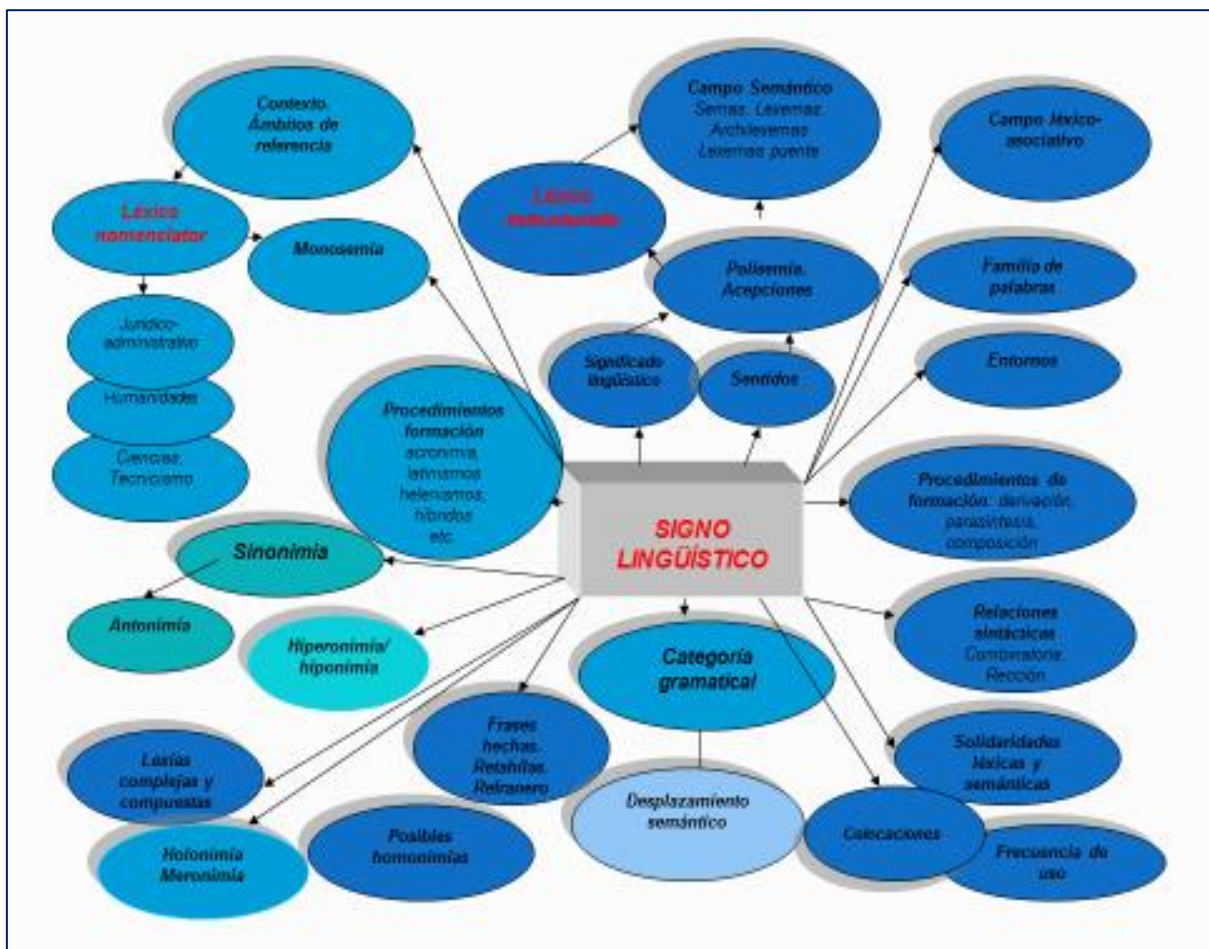 Contexto.
Ámbitos de
referencia
Campo Semántico
Semas. Lexemas.
Archilexemas
Lexemas puente
Campo léxico-
asociativo
Léxico
nomenclator
Léxico
Monosemia
Polisemia.
Acepciones
Familia de
palabras
Jurídico-
administrativo
Significado
lingüístico
Sentidos
Entornos
Humanidades
Ciencias.
Tecnicismo
Procedimientos
formación
acronimia,
latinismos
helenismos,
híbridos
etc.
Procedimientos de
formación: derivación,
parasíntesis,
composición
SIGNO
LINGÜÍSTICO
Sinonimia
Antonimia
Hiperonimia/
hiponimia
Categoría
gramatical
Relaciones
sintácticas
Combinatoria.
Rección
Frases
hechas.
Retahílas.
Refranero
Lexías
complejas y
compuestas
Solidaridades
léxicas y
semánticas
Desplazamiento
semántico
Posibles
homonimias
Colocaciones
Holonimia
Meronimia
Frecuencia de
uso